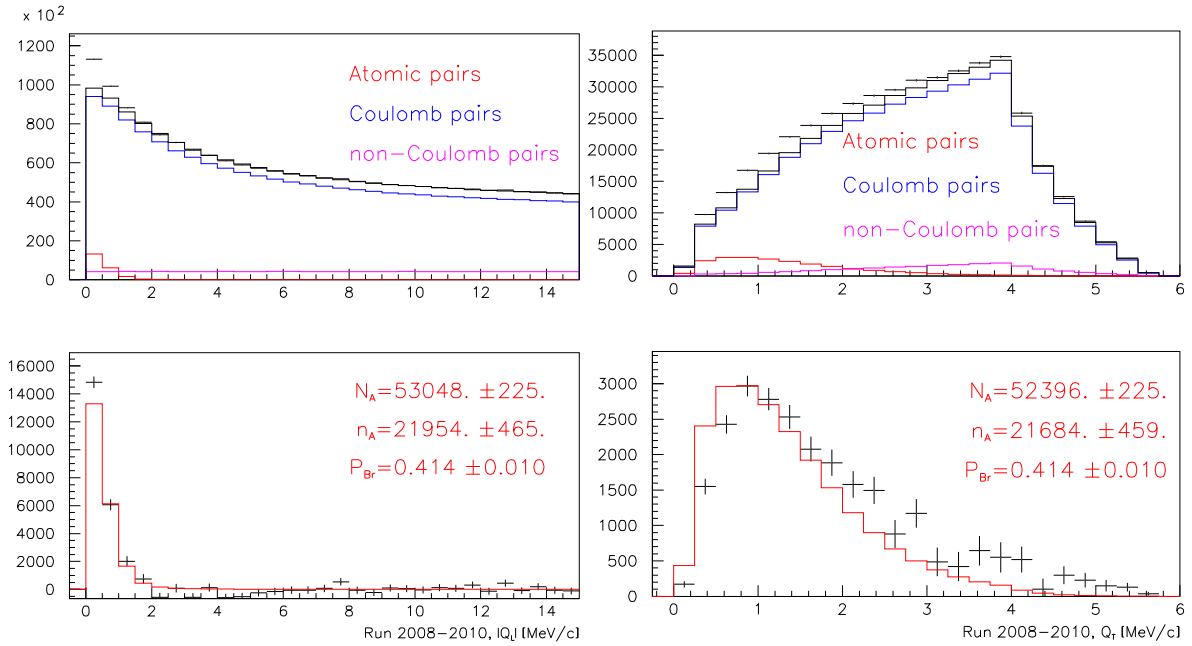 × 10²
1200
1000
800
600
400
200
0
Atomic pairs
Coulomb pairs
non−Coulomb pairs
0 2 4 6 8 10 12 14
35000
30000
25000
20000
15000
10000
5000
0
Atomic pairs
Coulomb pairs
non−Coulomb pairs
0 1 2 3 4 5 6
16000
14000
12000
10000
8000
6000
4000
2000
0
N_A=53048. ±225.
n_A=21954. ±465.
P_Br=0.414 ±0.010
0 2 4 6 8 10 12 14
Run 2008−2010, |Q_L| [MeV/c]
3000
2500
2000
1500
1000
500
0
N_A=52396. ±225.
n_A=21684. ±459.
P_Br=0.414 ±0.010
0 1 2 3 4 5 6
Run 2008−2010, Q_T [MeV/c]